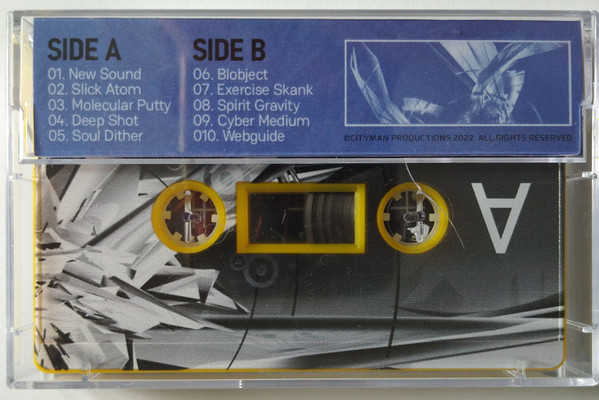 SIDE A
01. New Sound
02. Slick Atom
03. Molecular Putty
04. Deep Shot
05. Soul Dither
SIDE B
06. Blobject
07. Exercise Skank
08. Spirit Gravity
09. Cyber Medium
010. Webguide
©CITYMAN PRODUCTIONS 2022. ALL RIGHTS RESERVED
A